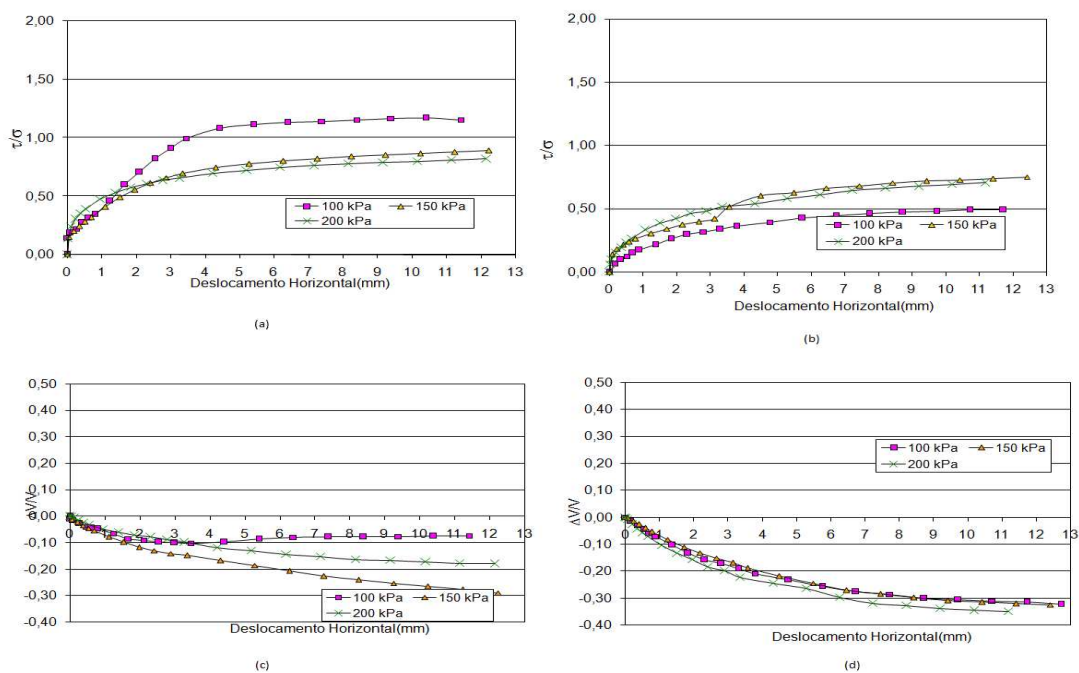 2,00
1,50
1,00
0,50
0,00
τ/σ
100 kPa
150 kPa
200 kPa
0 1 2 3 4 5 6 7 8 9 10 11 12 13
Deslocamento Horizontal(mm)
(a)
2,00
1,50
1,00
0,50
0,00
τ/σ
100 kPa
150 kPa
200 kPa
0 1 2 3 4 5 6 7 8 9 10 11 12 13
Deslocamento Horizontal(mm)
(b)
0,50
0,40
0,30
0,20
0,10
0,00
-0,10
-0,20
-0,30
-0,40
ΔV/V
0 1 2 3 4 5 6 7 8 9 10 11 12 13
100 kPa
150 kPa
200 kPa
Deslocamento Horizontal(mm)
(c)
0,50
0,40
0,30
0,20
0,10
0,00
-0,10
-0,20
-0,30
-0,40
ΔV/V
100 kPa
150 kPa
200 kPa
0 1 2 3 4 5 6 7 8 9 10 11 12 13
Deslocamento Horizontal(mm)
(d)